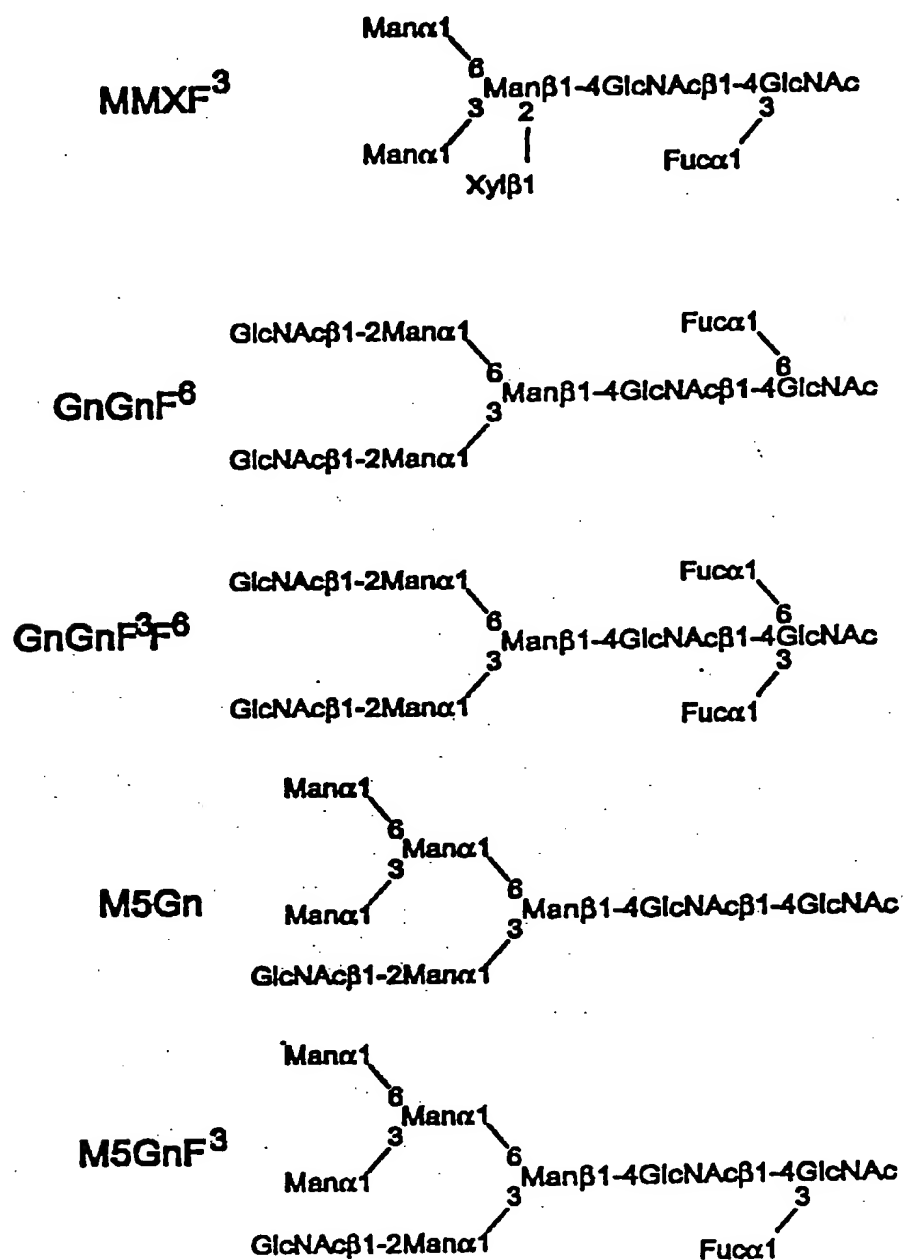 Manα1
6
MMXF³ Manβ1-4GlcNAcβ1-4GlcNAc
3 2 3
Manα1 Fucα1
Xylβ1
GlcNAcβ1-2Manα1 Fucα1
6 6
GnGnF⁶ Manβ1-4GlcNAcβ1-4GlcNAc
3
GlcNAcβ1-2Manα1
GlcNAcβ1-2Manα1 Fucα1
6 6
GnGnF³F⁶ Manβ1-4GlcNAcβ1-4GlcNAc
3 3
GlcNAcβ1-2Manα1 Fucα1
Manα1
6
Manα1
3
M5Gn 6
Manα1 Manβ1-4GlcNAcβ1-4GlcNAc
3
GlcNAcβ1-2Manα1
Manα1
6
Manα1
3
M5GnF³ 6
Manα1 Manβ1-4GlcNAcβ1-4GlcNAc
3 3
GlcNAcβ1-2Manα1 Fucα1